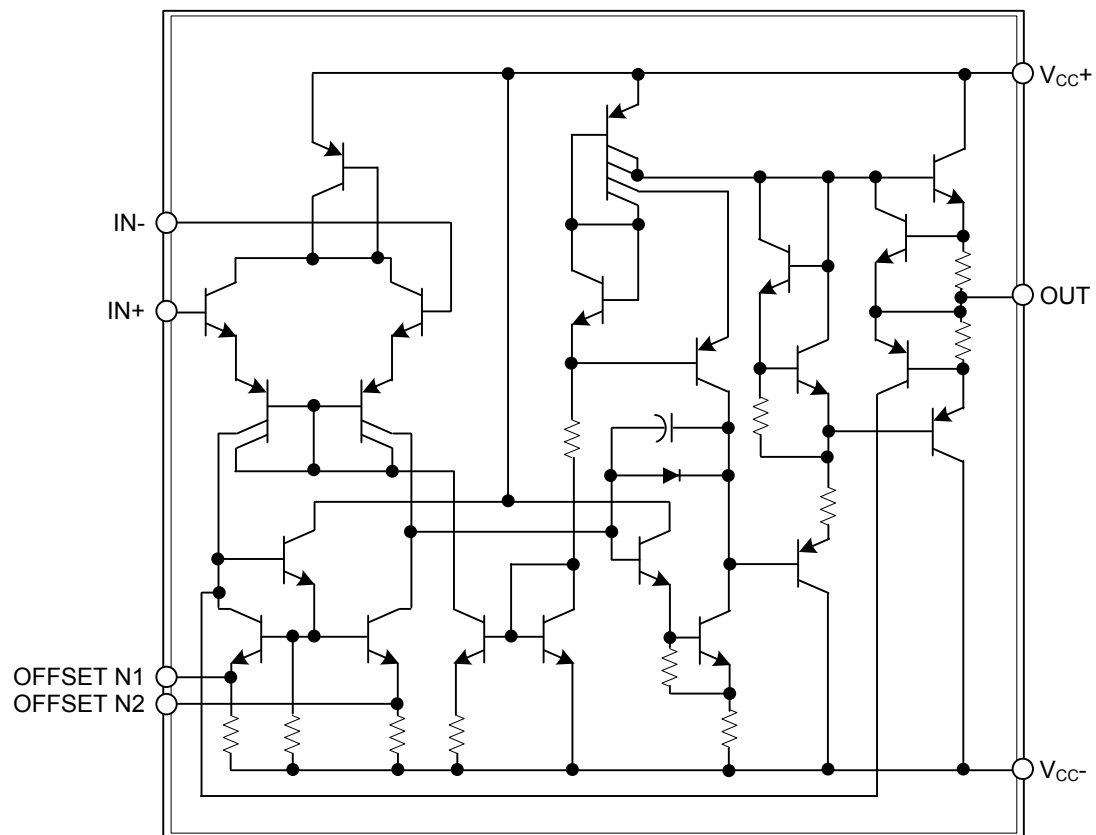 VCC+
IN-
IN+
OUT
OFFSET N1
OFFSET N2
VCC-